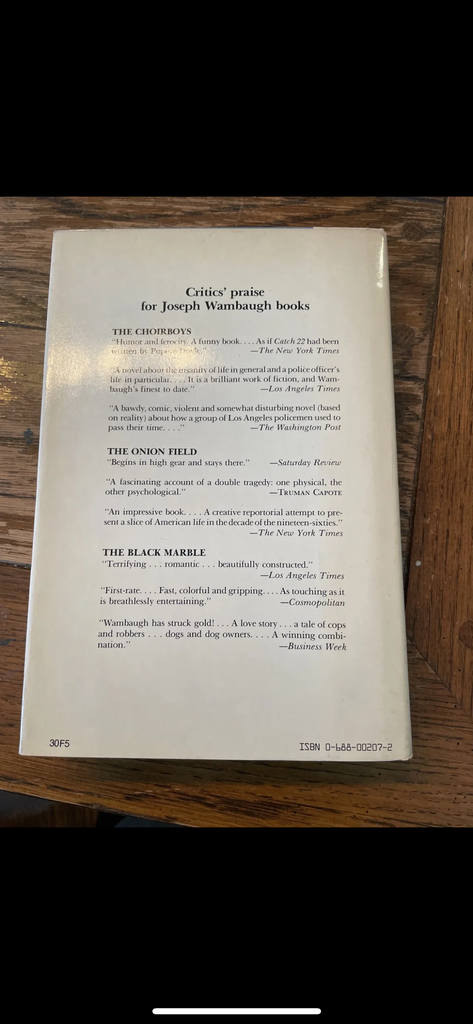 Critics' praise
for Joseph Wambaugh books
THE CHOIRBOYS
"Humor and ferocity. A funny book. . . . As if Catch 22 had been
written by Popeye Doyle."
—The New York Times
"A novel about the insanity of life in general and a police officer's
life in particular. . . . It is a brilliant work of fiction, and Wam-
baugh's finest to date."
—Los Angeles Times
"A bawdy, comic, violent and somewhat disturbing novel (based
on reality) about how a group of Los Angeles policemen used to
pass their time. . . ."
—The Washington Post
THE ONION FIELD
"Begins in high gear and stays there."
—Saturday Review
"A fascinating account of a double tragedy: one physical, the
other psychological."
—TRUMAN CAPOTE
"An impressive book. . . . A creative reportorial attempt to pre-
sent a slice of American life in the decade of the nineteen-sixties."
—The New York Times
THE BLACK MARBLE
"Terrifying . . . romantic . . . beautifully constructed."
—Los Angeles Times
"First-rate. . . . Fast, colorful and gripping. . . . As touching as it
is breathlessly entertaining."
—Cosmopolitan
"Wambaugh has struck gold! . . . A love story . . . a tale of cops
and robbers . . . dogs and dog owners. . . . A winning combi-
nation."
—Business Week
30F5
ISBN 0-688-00207-2